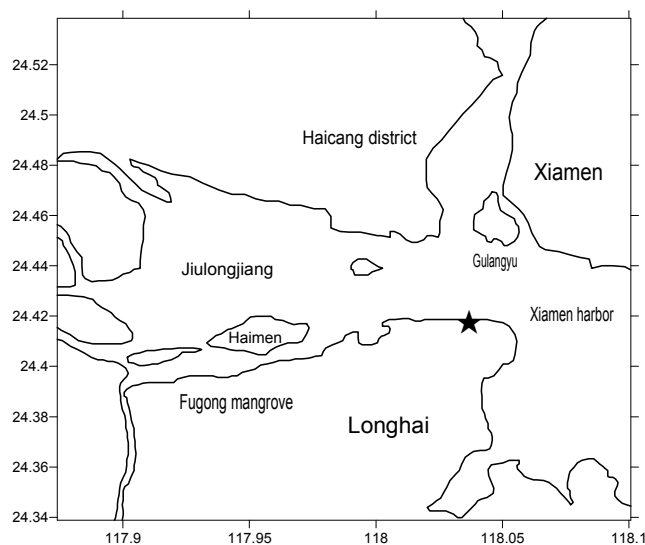 24.52
24.5
Haicang district
24.48
Xiamen
24.46
Gulangyu
Jiulongjiang
24.44
24.42
Xiamen harbor
Haimen
24.4
Fugong mangrove
24.38
Longhai
24.36
24.34
117.9
117.95
118
118.05
118.1